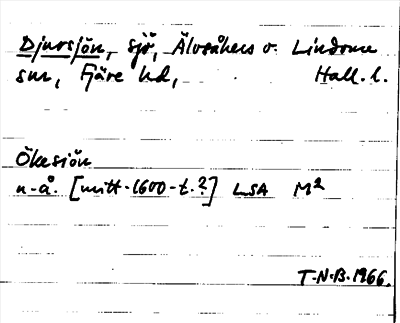 Djursjön, sjö, Älvsåkers o. Lindome
snr, Fjäre hd, Hall. l.
Ökesiön
n-å. [mitt-1600-t.?] LSA M²
T.N.B. 1966.